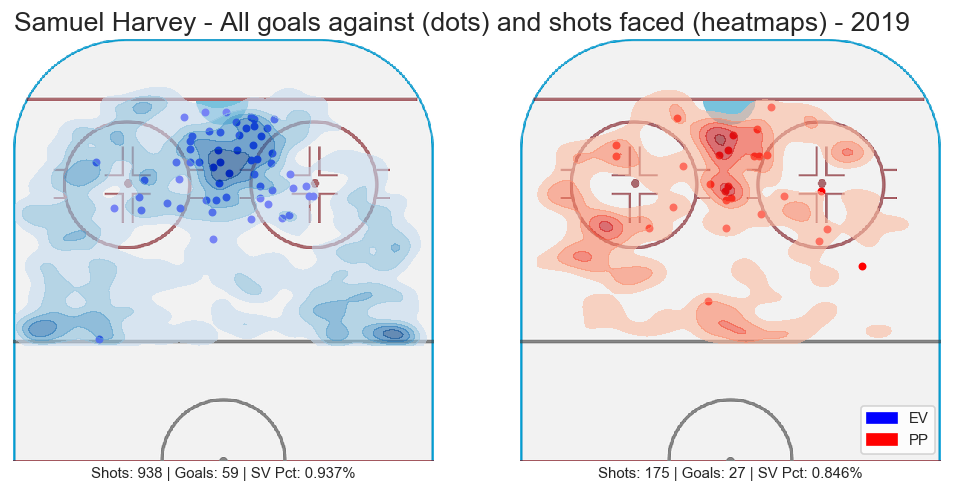 Samuel Harvey - All goals against (dots) and shots faced (heatmaps) - 2019
EV
PP
Shots: 938 | Goals: 59 | SV Pct: 0.937%
Shots: 175 | Goals: 27 | SV Pct: 0.846%